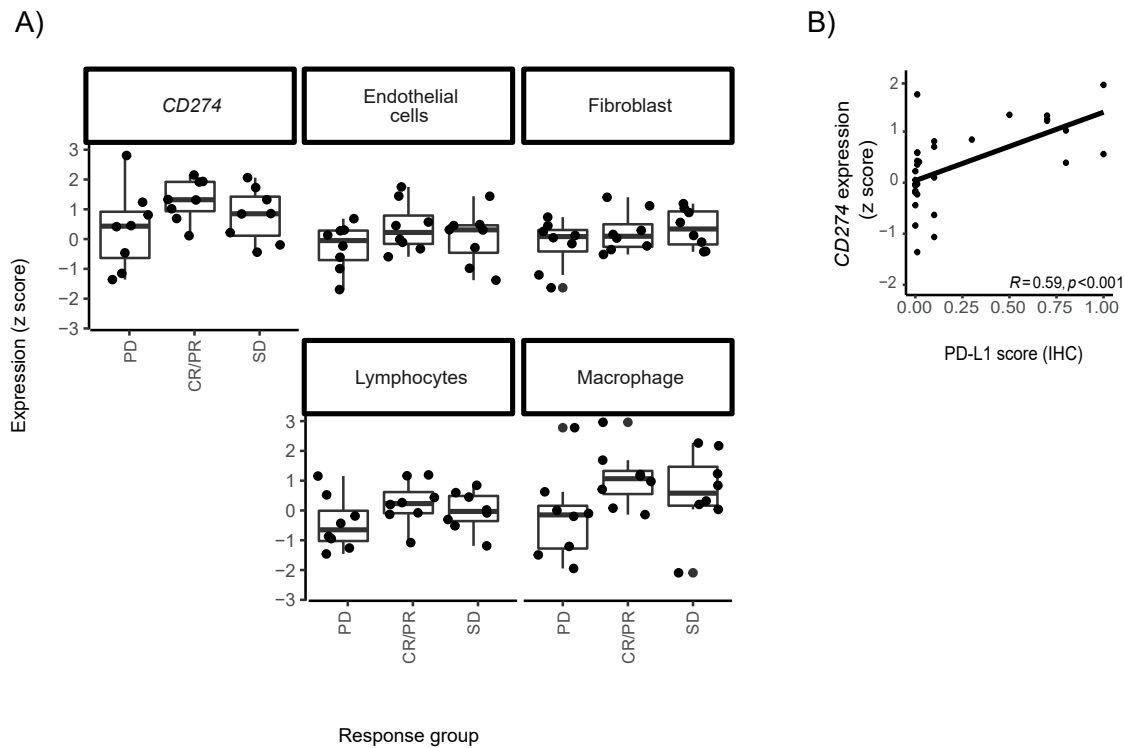 A)
B)
CD274
Endothelial
cells
Fibroblast
3
2
1
0
−1
−2
−3
PD
CR/PR
SD
Lymphocytes
Macrophage
3
2
1
0
−1
−2
−3
PD
CR/PR
SD
PD
CR/PR
SD
Expression (z score)
Response group
CD274 expression
(z score)
2
1
0
−1
−2
R=0.59, p<0.001
0.00
0.25
0.50
0.75
1.00
PD-L1 score (IHC)